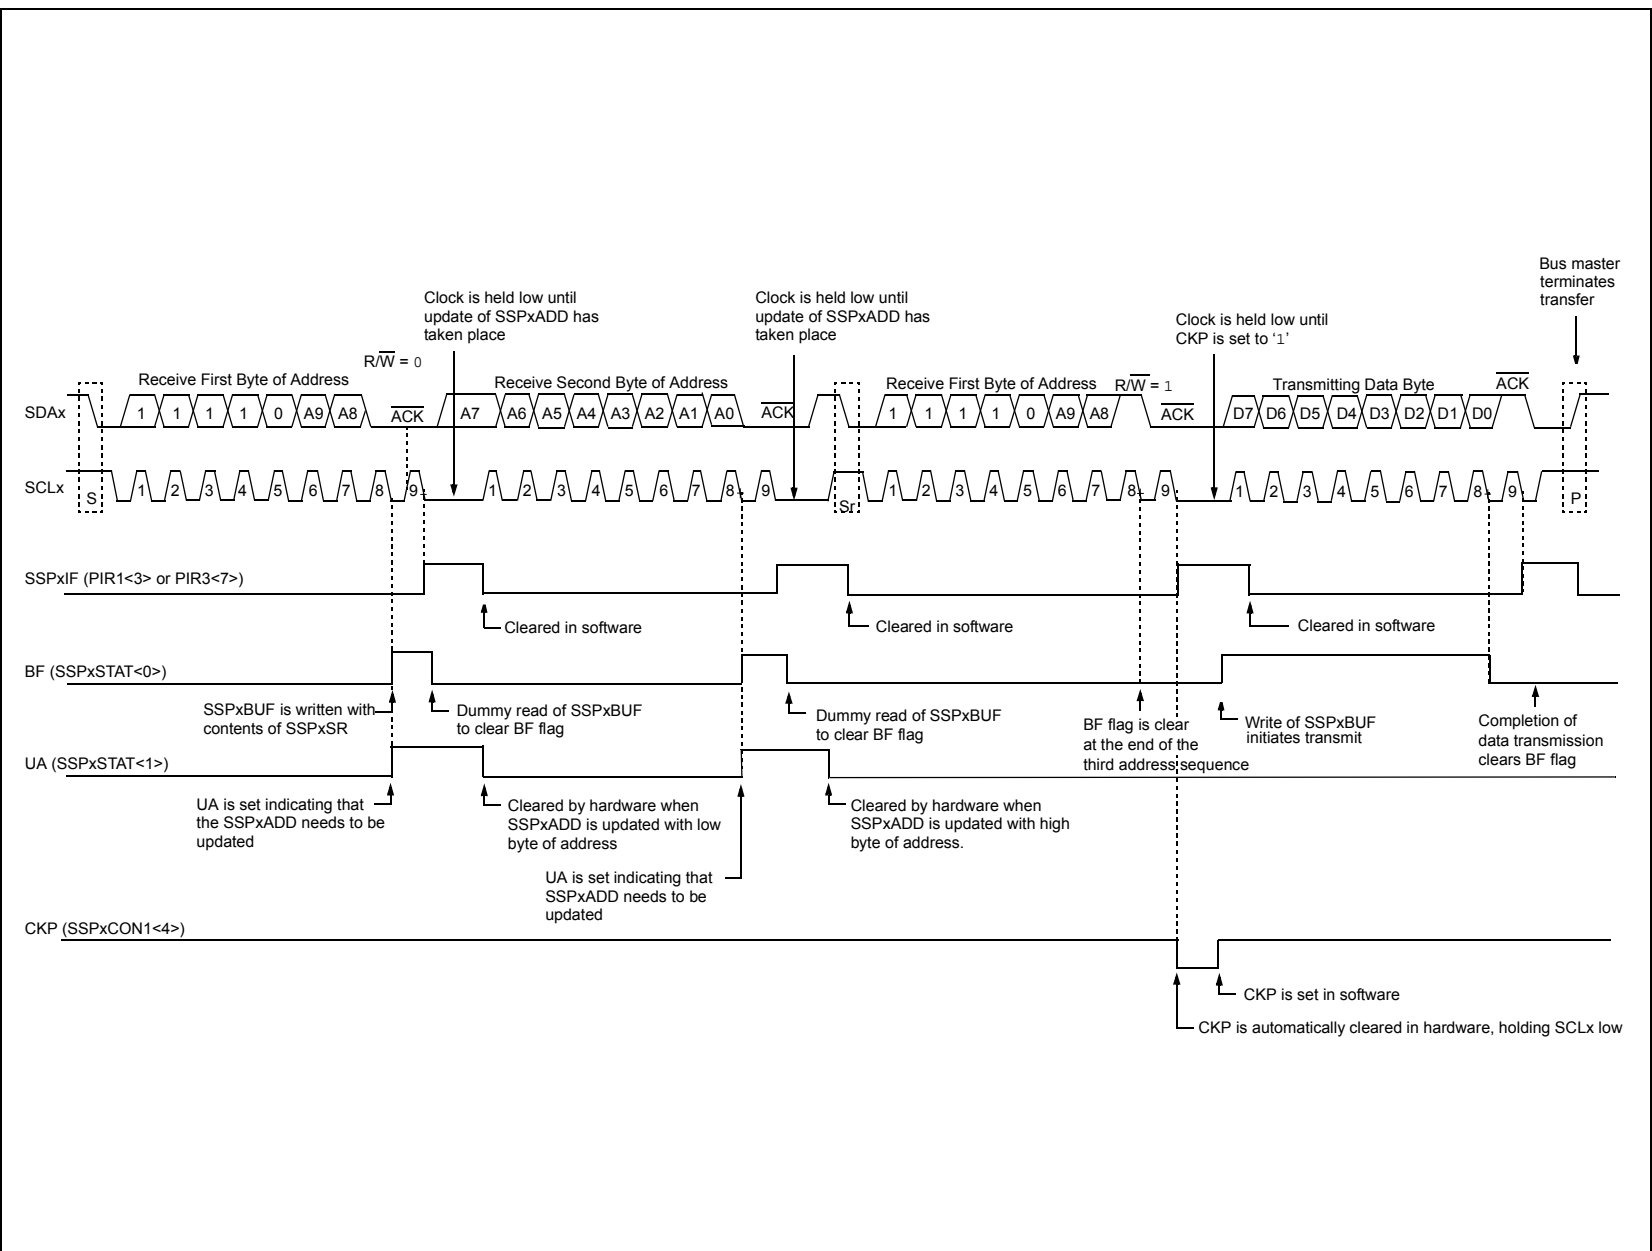 Bus master
terminates
transfer
Clock is held low until
update of SSPxADD has
taken place
Clock is held low until
update of SSPxADD has
taken place
Clock is held low until
CKP is set to ‘1’
R/W = 0
Receive First Byte of Address
Receive Second Byte of Address
Receive First Byte of Address
R/W = 1
Transmitting Data Byte
ACK
SDAx
1 1 1 1 0 A9 A8
ACK
A7 A6 A5 A4 A3 A2 A1 A0
ACK
1 1 1 1 0 A9 A8
ACK
D7 D6 D5 D4 D3 D2 D1 D0
SCLx
S
1 2 3 4 5 6 7 8 9
1 2 3 4 5 6 7 8 9
Sr
1 2 3 4 5 6 7 8 9
1 2 3 4 5 6 7 8 9
P
SSPxIF (PIR1<3> or PIR3<7>)
Cleared in software
Cleared in software
Cleared in software
BF (SSPxSTAT<0>)
SSPxBUF is written with
contents of SSPxSR
Dummy read of SSPxBUF
to clear BF flag
Dummy read of SSPxBUF
to clear BF flag
BF flag is clear
at the end of the
third address sequence
Write of SSPxBUF
initiates transmit
Completion of
data transmission
clears BF flag
UA (SSPxSTAT<1>)
UA is set indicating that
the SSPxADD needs to be
updated
Cleared by hardware when
SSPxADD is updated with low
byte of address
UA is set indicating that
SSPxADD needs to be
updated
Cleared by hardware when
SSPxADD is updated with high
byte of address.
CKP (SSPxCON1<4>)
CKP is set in software
CKP is automatically cleared in hardware, holding SCLx low